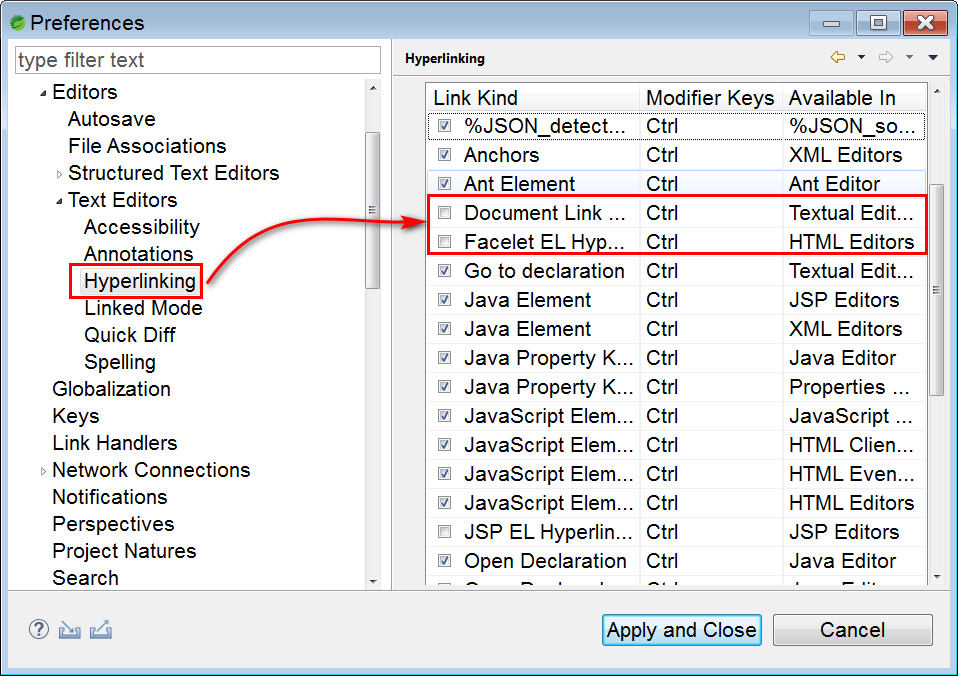 Preferences
type filter text
Editors
Autosave
File Associations
Structured Text Editors
Text Editors
Accessibility
Annotations
Hyperlinking
Linked Mode
Quick Diff
Spelling
Globalization
Keys
Link Handlers
Network Connections
Notifications
Perspectives
Project Natures
Search
Hyperlinking
Link Kind Modifier Keys Available In
%JSON_detect... Ctrl %JSON_so...
Anchors Ctrl XML Editors
Ant Element Ctrl Ant Editor
Document Link ... Ctrl Textual Edit...
Facelet EL Hyp... Ctrl HTML Editors
Go to declaration Ctrl Textual Edit...
Java Element Ctrl JSP Editors
Java Element Ctrl XML Editors
Java Property K... Ctrl Java Editor
Java Property K... Ctrl Properties ...
JavaScript Elem... Ctrl JavaScript ...
JavaScript Elem... Ctrl HTML Clien...
JavaScript Elem... Ctrl HTML Even...
JavaScript Elem... Ctrl HTML Editors
JSP EL Hyperlin... Ctrl JSP Editors
Open Declaration Ctrl Java Editor
? Apply and Close Cancel